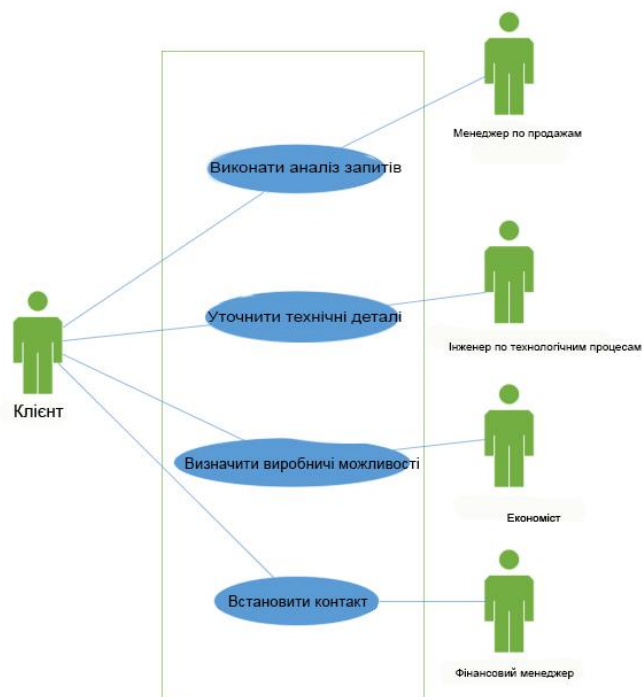 Менеджер по продажам
Виконати аналіз запитів
Уточнити технічні деталі
Інженер по технологічним процесам
Клієнт
Визначити виробничі можливості
Економіст
Встановити контакт
Фінансовий менеджер